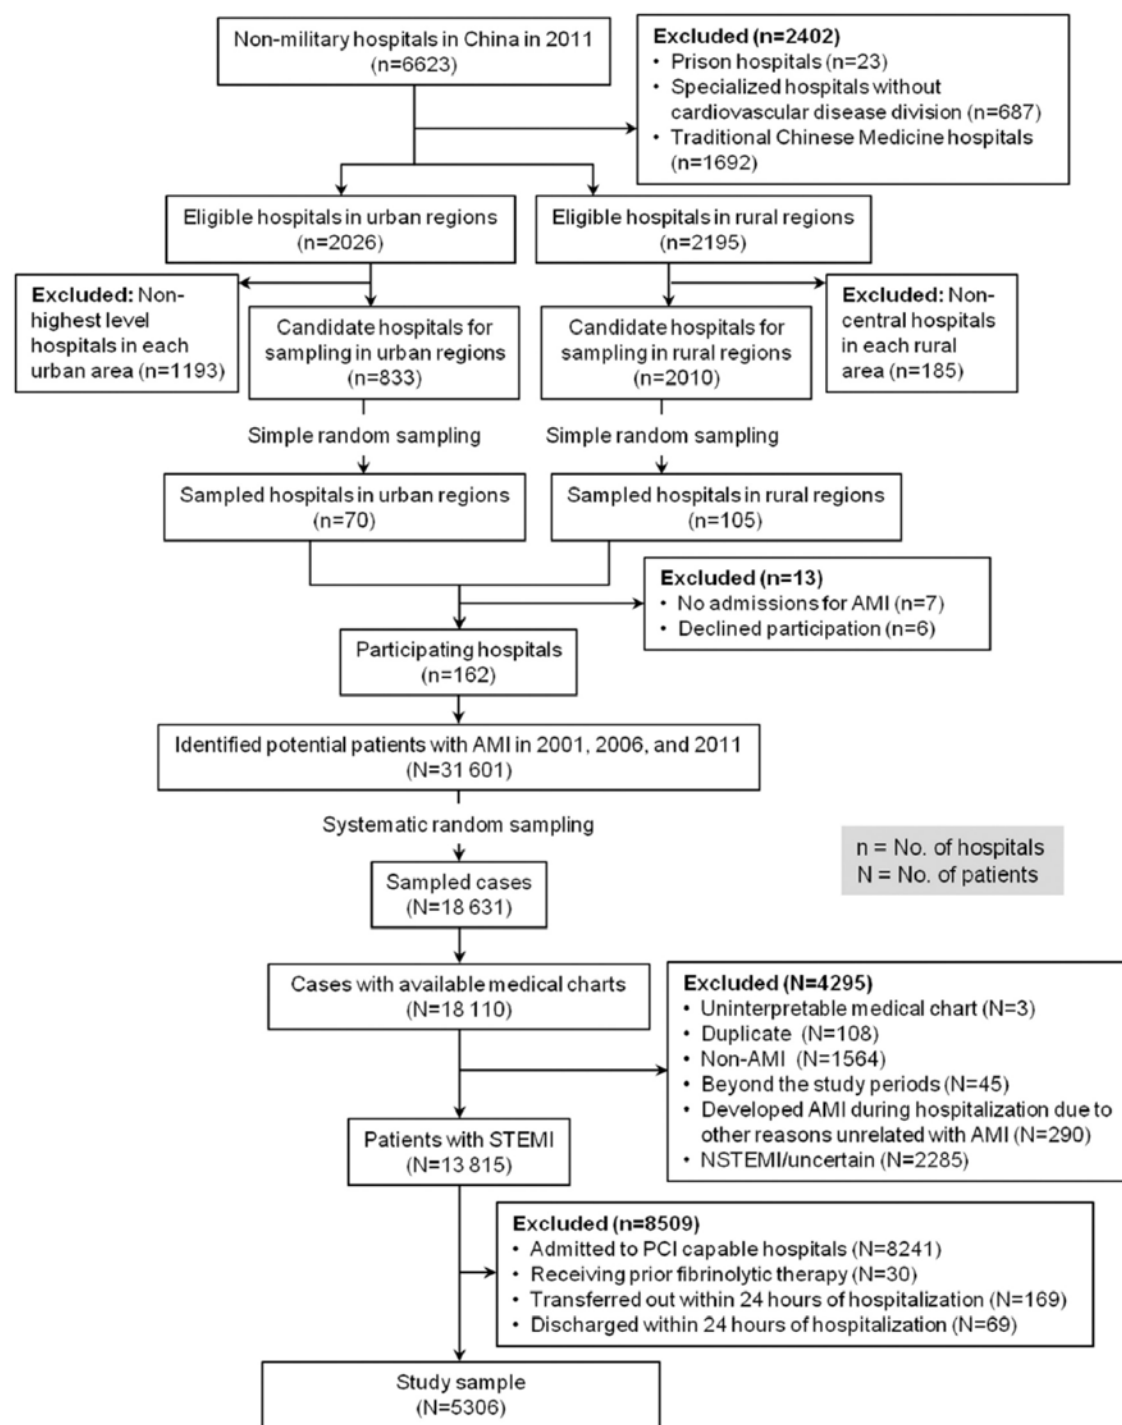 Non-military hospitals in China in 2011
(n=6623)
Excluded (n=2402)
• Prison hospitals (n=23)
• Specialized hospitals without
cardiovascular disease division (n=687)
• Traditional Chinese Medicine hospitals
(n=1692)
Eligible hospitals in urban regions
(n=2026)
Eligible hospitals in rural regions
(n=2195)
Excluded: Non-
highest level
hospitals in each
urban area (n=1193)
Candidate hospitals for
sampling in urban regions
(n=833)
Candidate hospitals for
sampling in rural regions
(n=2010)
Excluded: Non-
central hospitals
in each rural
area (n=185)
Simple random sampling
Simple random sampling
Sampled hospitals in urban regions
(n=70)
Sampled hospitals in rural regions
(n=105)
Excluded (n=13)
• No admissions for AMI (n=7)
• Declined participation (n=6)
Participating hospitals
(n=162)
Identified potential patients with AMI in 2001, 2006, and 2011
(N=31 601)
Systematic random sampling
n = No. of hospitals
N = No. of patients
Sampled cases
(N=18 631)
Cases with available medical charts
(N=18 110)
Excluded (N=4295)
• Uninterpretable medical chart (N=3)
• Duplicate (N=108)
• Non-AMI (N=1564)
• Beyond the study periods (N=45)
• Developed AMI during hospitalization due to
other reasons unrelated with AMI (N=290)
• NSTEMI/uncertain (N=2285)
Patients with STEMI
(N=13 815)
Excluded (n=8509)
• Admitted to PCI capable hospitals (N=8241)
• Receiving prior fibrinolytic therapy (N=30)
• Transferred out within 24 hours of hospitalization (N=169)
• Discharged within 24 hours of hospitalization (N=69)
Study sample
(N=5306)